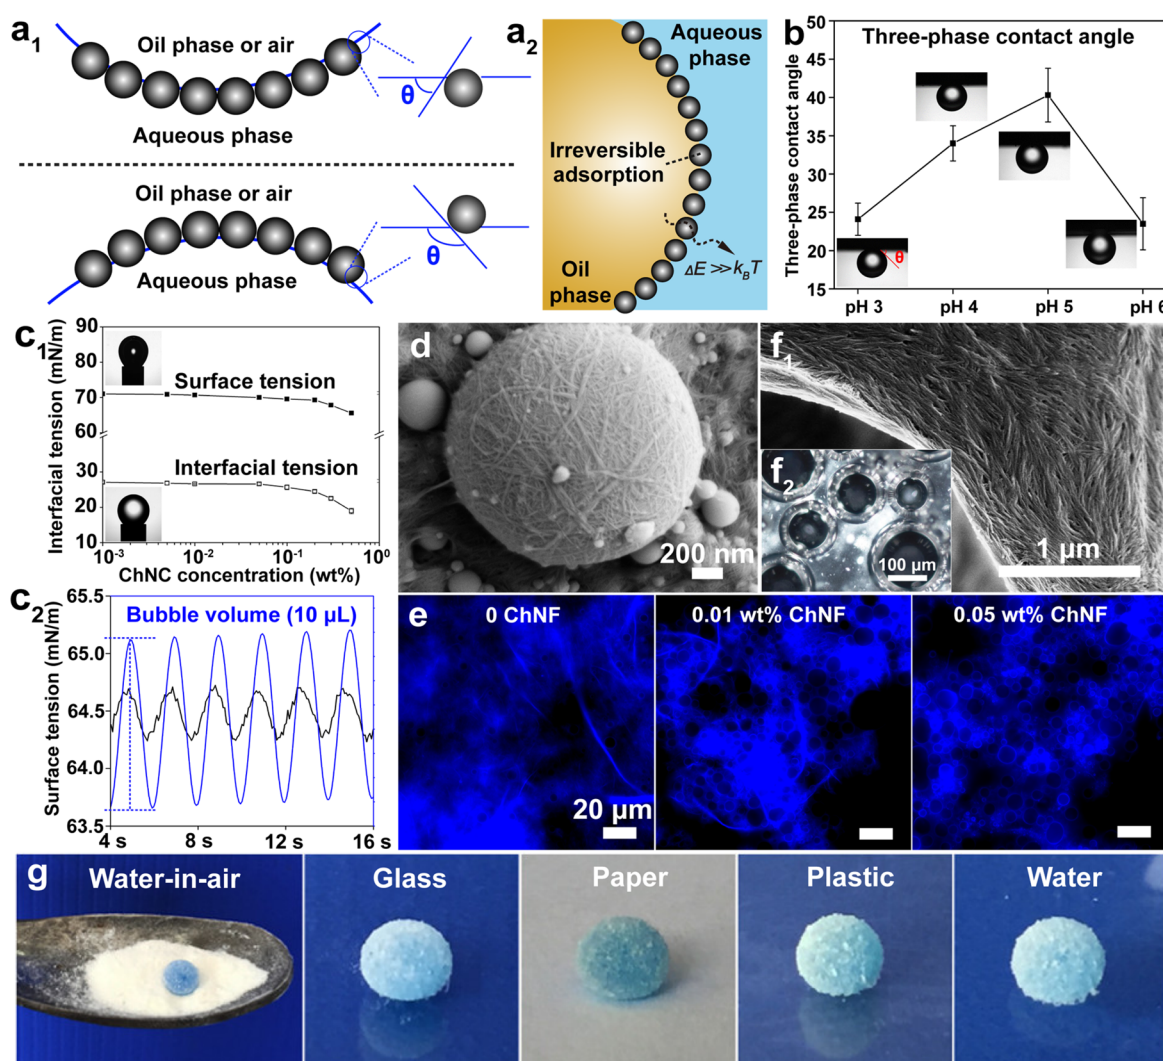 a1
Oil phase or air
θ
Aqueous phase
Oil phase or air
θ
Aqueous phase
a2
Aqueous
phase
Irreversible
adsorption
Oil
phase
ΔE >> kBT
b
Three-phase contact angle
Three-phase contact angle
45
40
35
30
25
20
15
θ
pH 3
pH 4
pH 5
pH 6
c1
Interfacial tension (mN/m)
90
80
70
60
40
30
20
10
Surface tension
Interfacial tension
10⁻³
10⁻²
10⁻¹
10⁰
ChNC concentration (wt%)
c2
Surface tension (mN/m)
65.5
65.0
64.5
64.0
63.5
Bubble volume (10 µL)
4 s
8 s
12 s
16 s
d
200 nm
f1
1 µm
f2
100 µm
e
0 ChNF
20 µm
0.01 wt% ChNF
0.05 wt% ChNF
g
Water-in-air
Glass
Paper
Plastic
Water